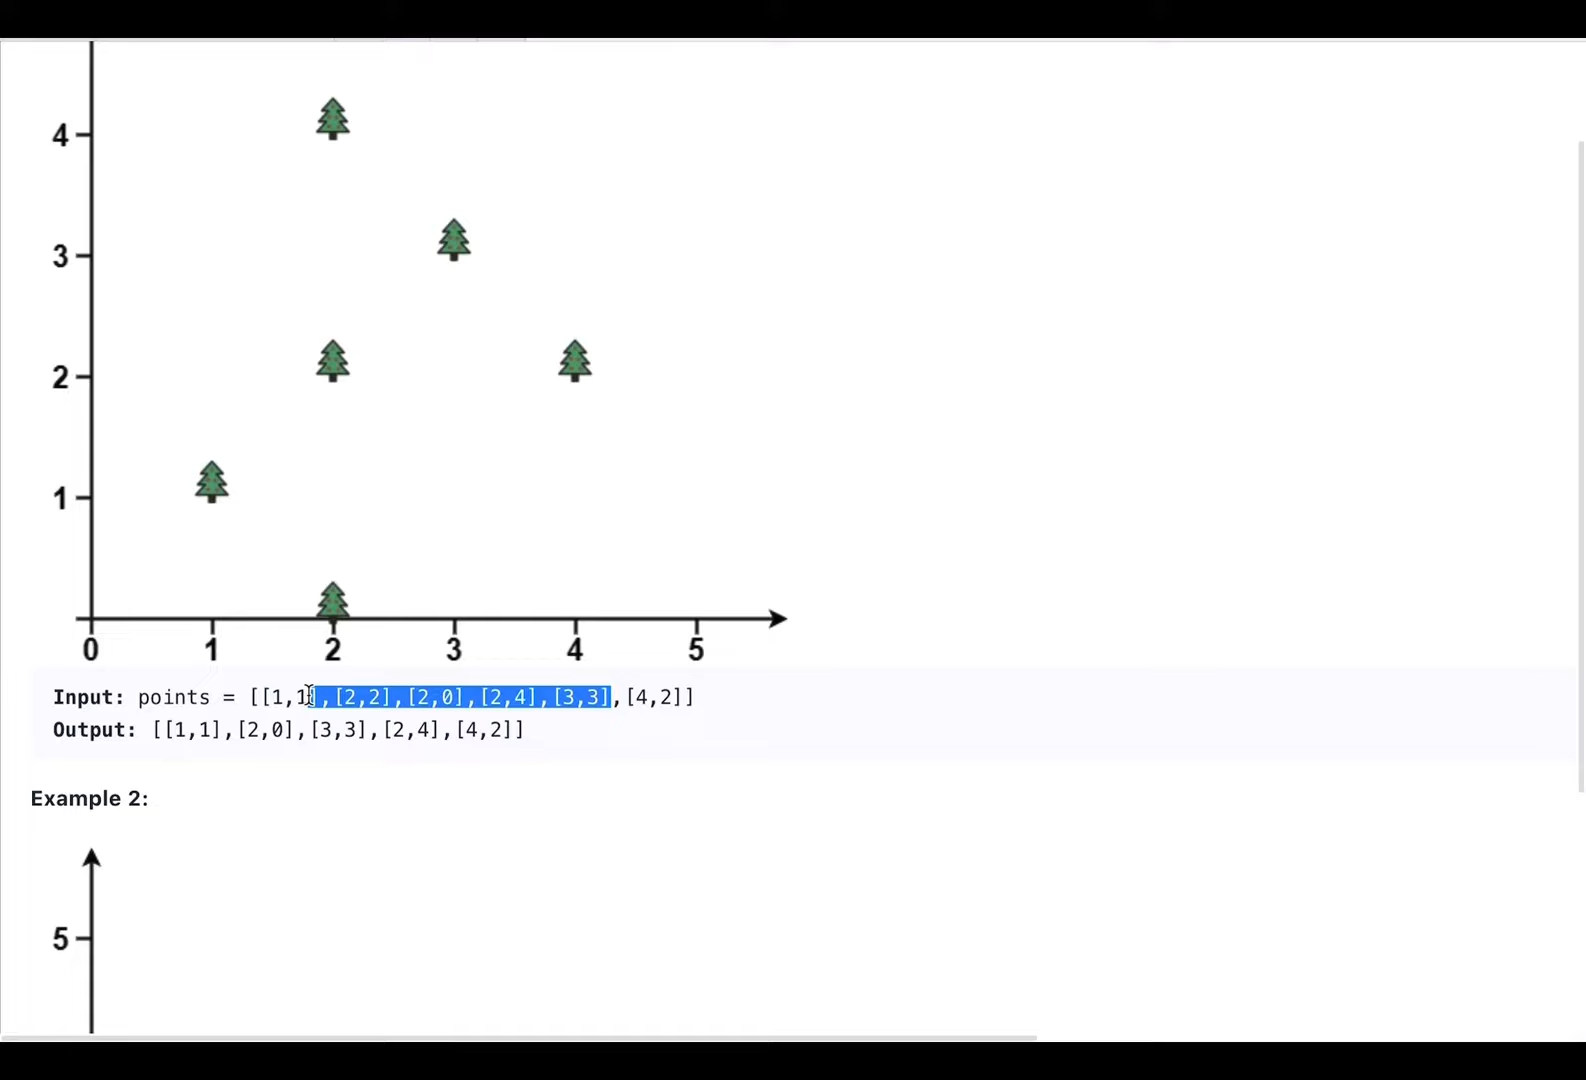 4
3
2
1
0 1 2 3 4 5
Input: points = [[1,1],[2,2],[2,0],[2,4],[3,3],[4,2]]
Output: [[1,1],[2,0],[3,3],[2,4],[4,2]]
Example 2:
5